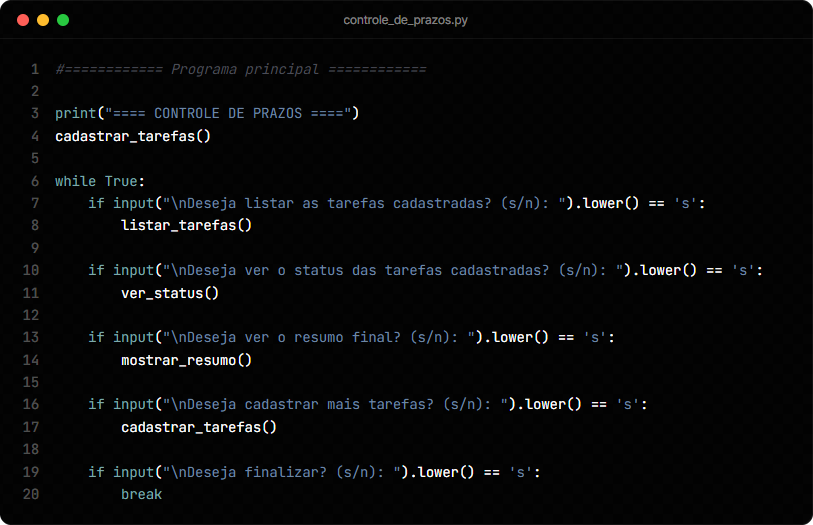 controle_de_prazos.py
1 #============ Programa principal ============
2
3 print("==== CONTROLE DE PRAZOS ====")
4 cadastrar_tarefas()
5
6 while True:
7     if input("\nDeseja listar as tarefas cadastradas? (s/n): ").lower() == 's':
8         listar_tarefas()
9
10     if input("\nDeseja ver o status das tarefas cadastradas? (s/n): ").lower() == 's':
11         ver_status()
12
13     if input("\nDeseja ver o resumo final? (s/n): ").lower() == 's':
14         mostrar_resumo()
15
16     if input("\nDeseja cadastrar mais tarefas? (s/n): ").lower() == 's':
17         cadastrar_tarefas()
18
19     if input("\nDeseja finalizar? (s/n): ").lower() == 's':
20         break